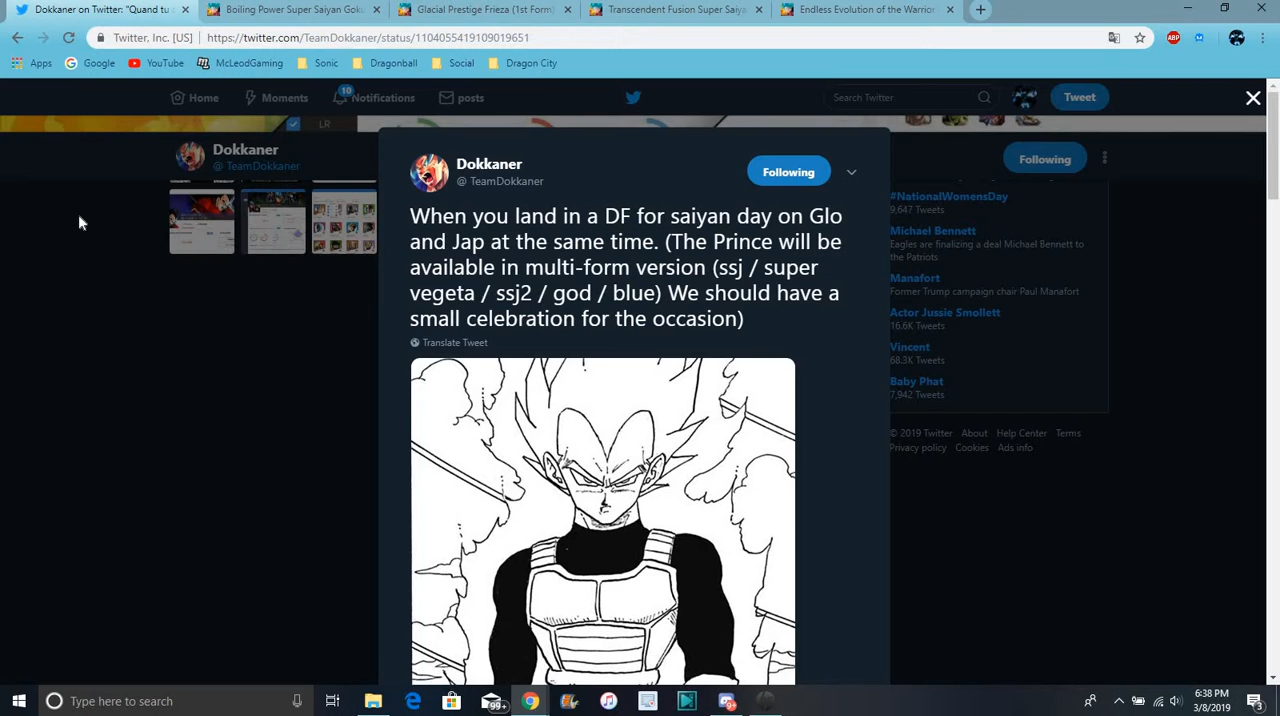 Dokkaner on Twitter: "Quand tu
Boiling Power Super Saiyan Goku
Glacial Prestige Frieza (1st Form)
Transcendent Fusion Super Saiya
Endless Evolution of the Warrior
Twitter, Inc. [US] | https://twitter.com/TeamDokkaner/status/1104055419109019651
ABP
Apps
Google
YouTube
McLeodGaming
Sonic
Dragonball
Social
Dragon City
Home
Moments
10
Notifications
posts
Search Twitter
Tweet
LR
Dokkaner
@TeamDokkaner
Following
Dokkaner
@TeamDokkaner
Following
When you land in a DF for saiyan day on Glo
and Jap at the same time. (The Prince will be
available in multi-form version (ssj / super
vegeta / ssj2 / god / blue) We should have a
small celebration for the occasion)
Translate Tweet
#NationalWomensDay
9,647 Tweets
Michael Bennett
Eagles are finalizing a deal Michael Bennett to
the Patriots
Manafort
Former Trump campaign chair Paul Manafort
Actor Jussie Smollett
16.6K Tweets
Vincent
68.3K Tweets
Baby Phat
7,942 Tweets
© 2019 Twitter About Help Center Terms
Privacy policy Cookies Ads info
Type here to search
99+
9+
6:38 PM
3/8/2019
3